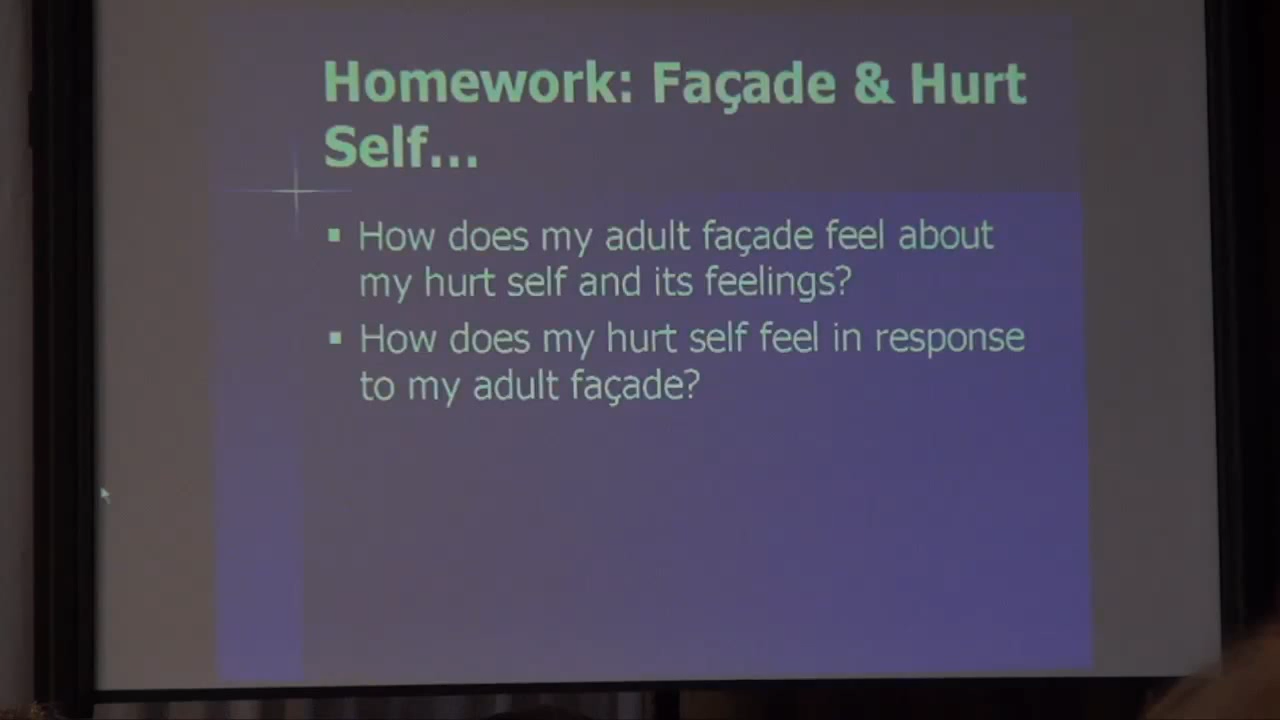 Homework: Façade & Hurt
Self...
▪ How does my adult façade feel about
my hurt self and its feelings?
▪ How does my hurt self feel in response
to my adult façade?